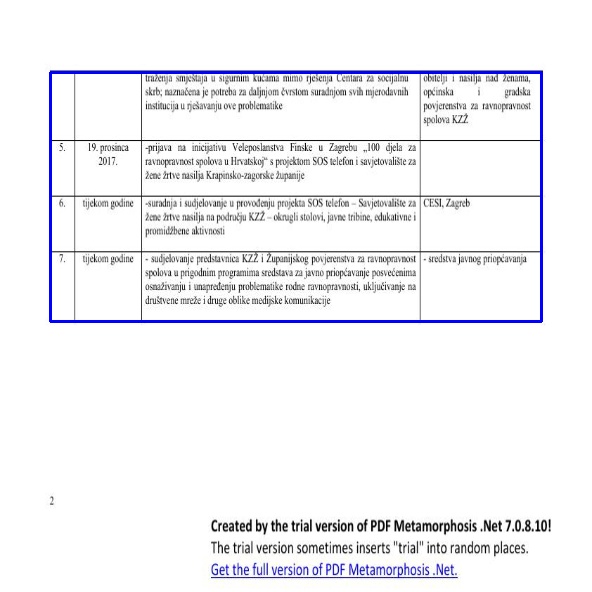 traženja smještaja u sigurnim kućama mimo rješenja Centara za socijalnu
skrb; naznačena je potreba za daljnjom čvrstom suradnjom svih mjerodavnih
institucija u rješavanju ove problematike
obitelji i nasilja nad ženama,
općinska i gradska
povjerenstva za ravnopravnost
spolova KZŽ
5.
19. prosinca
2017.
-prijava na inicijativu Veleposlanstva Finske u Zagrebu „100 djela za
ravnopravnost spolova u Hrvatskoj“ s projektom SOS telefon i savjetovalište za
žene žrtve nasilja Krapinsko-zagorske županije
6.
tijekom godine
-suradnja i sudjelovanje u provođenju projekta SOS telefon – Savjetovalište za
žene žrtve nasilja na području KZŽ – okrugli stolovi, javne tribine, edukativne i
promidžbene aktivnosti
CESI, Zagreb
7.
tijekom godine
- sudjelovanje predstavnica KZŽ i Županijskog povjerenstva za ravnopravnost
spolova u prigodnim programima sredstava za javno priopćavanje posvećenima
osnaživanju i unapređenju problematike rodne ravnopravnosti, uključivanje na
društvene mreže i druge oblike medijske komunikacije
- sredstva javnog priopćavanja
2
Created by the trial version of PDF Metamorphosis .Net 7.0.8.10!
The trial version sometimes inserts "trial" into random places.
Get the full version of PDF Metamorphosis .Net.